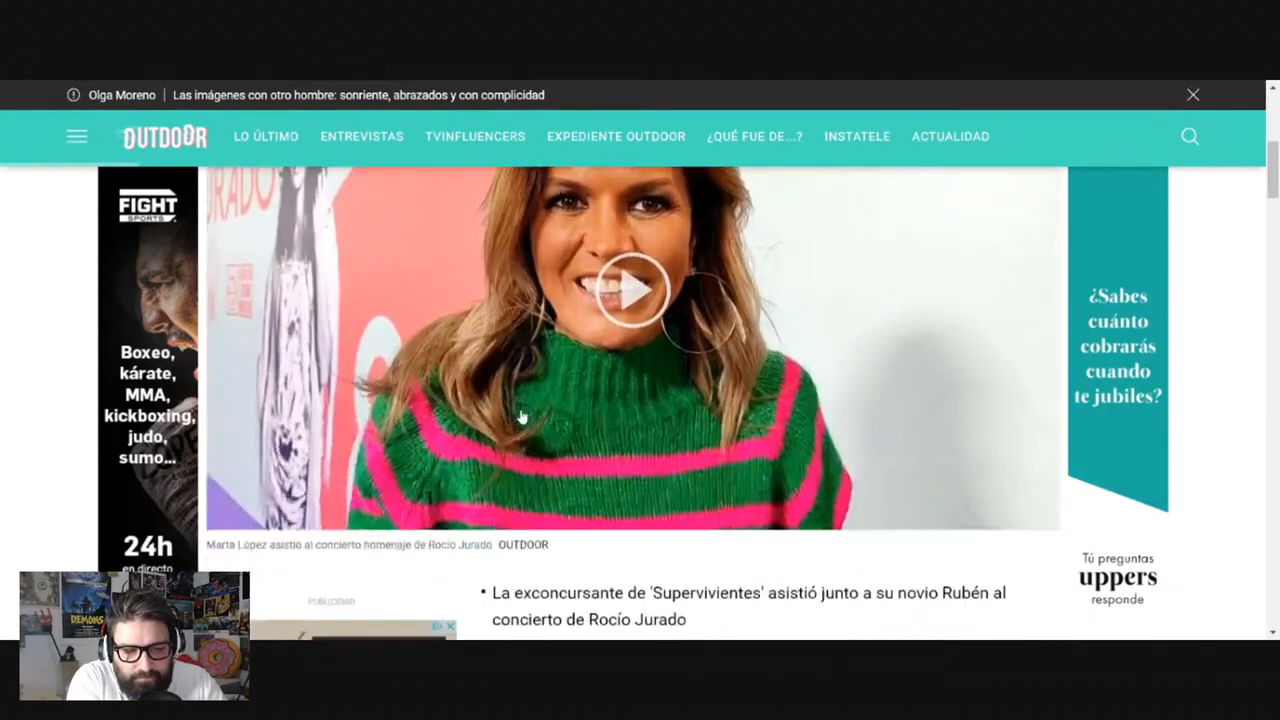 Olga Moreno | Las imágenes con otro hombre: sonriente, abrazados y con complicidad
OUTDOOR LO ÚLTIMO ENTREVISTAS TVINFLUENCERS EXPEDIENTE OUTDOOR ¿QUÉ FUE DE...? INSTATELE ACTUALIDAD
FIGHT
SPORTS
Boxeo,
kárate,
MMA,
kickboxing,
judo,
sumo...
24h
en directo
URADO
¿Sabes
cuánto
cobrarás
cuando
te jubiles?
Tú preguntas
uppers
responde
Marta López asistió al concierto homenaje de Rocío Jurado OUTDOOR
PUBLICIDAD
• La exconcursante de 'Supervivientes' asistió junto a su novio Rubén al
concierto de Rocío Jurado
DEMONS